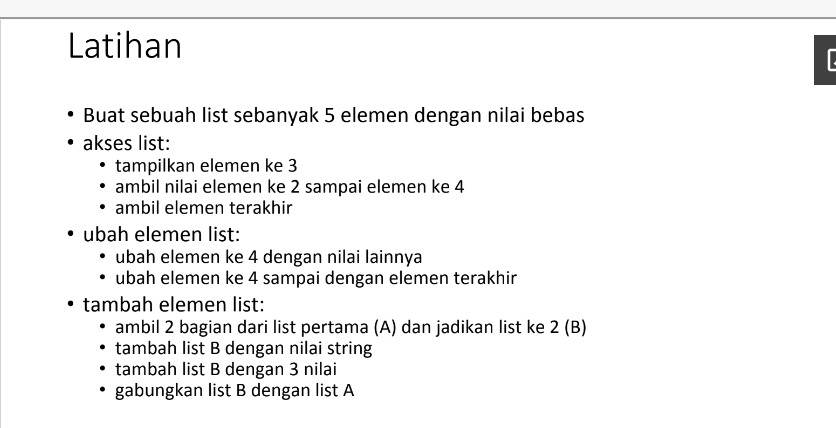 Latihan
• Buat sebuah list sebanyak 5 elemen dengan nilai bebas
• akses list:
• tampilkan elemen ke 3
• ambil nilai elemen ke 2 sampai elemen ke 4
• ambil elemen terakhir
• ubah elemen list:
• ubah elemen ke 4 dengan nilai lainnya
• ubah elemen ke 4 sampai dengan elemen terakhir
• tambah elemen list:
• ambil 2 bagian dari list pertama (A) dan jadikan list ke 2 (B)
• tambah list B dengan nilai string
• tambah list B dengan 3 nilai
• gabungkan list B dengan list A